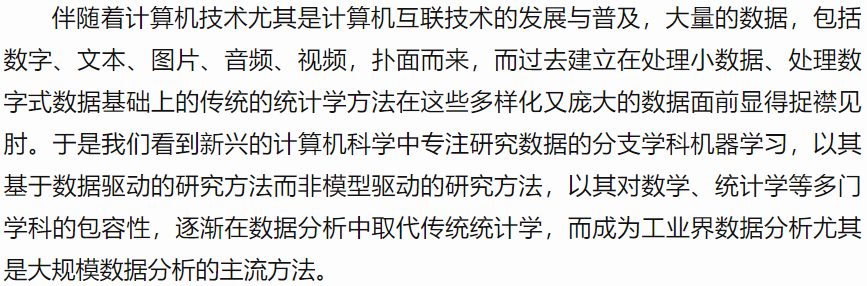 伴随着计算机技术尤其是计算机互联技术的发展与普及，大量的数据，包括
数字、文本、图片、音频、视频，扑面而来，而过去建立在处理小数据、处理数
字式数据基础上的传统的统计学方法在这些多样化又庞大的数据面前显得捉襟见
肘。于是我们看到新兴的计算机科学中专注研究数据的分支学科机器学习，以其
基于数据驱动的研究方法而非模型驱动的研究方法，以其对数学、统计学等多门
学科的包容性，逐渐在数据分析中取代传统统计学，而成为工业界数据分析尤其
是大规模数据分析的主流方法。